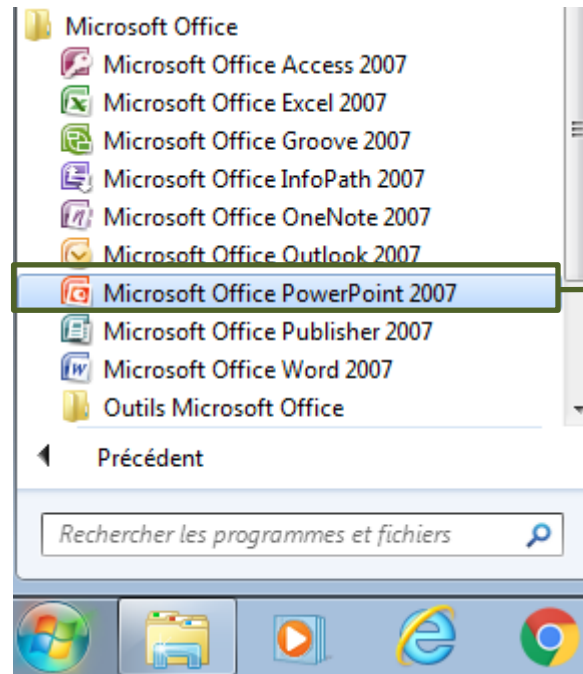 Microsoft Office
Microsoft Office Access 2007
Microsoft Office Excel 2007
Microsoft Office Groove 2007
Microsoft Office InfoPath 2007
Microsoft Office OneNote 2007
Microsoft Office Outlook 2007
Microsoft Office PowerPoint 2007
Microsoft Office Publisher 2007
Microsoft Office Word 2007
Outils Microsoft Office
Précédent
Rechercher les programmes et fichiers